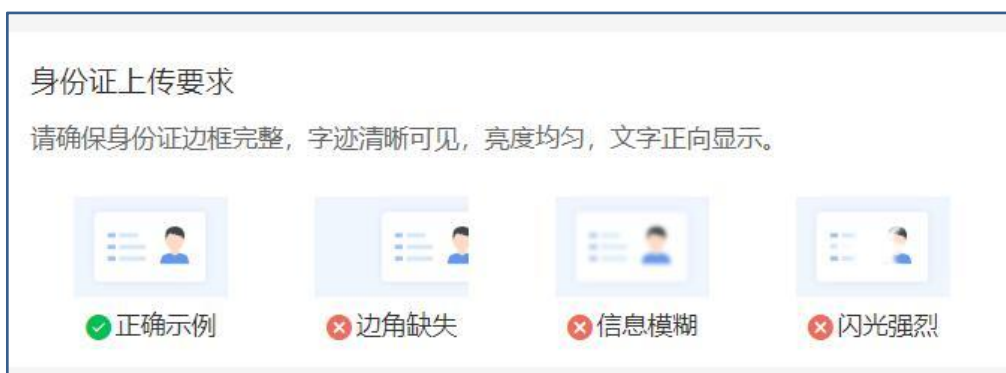 身份证上传要求
请确保身份证边框完整，字迹清晰可见，亮度均匀，文字正向显示。
正确示例 边角缺失 信息模糊 闪光强烈